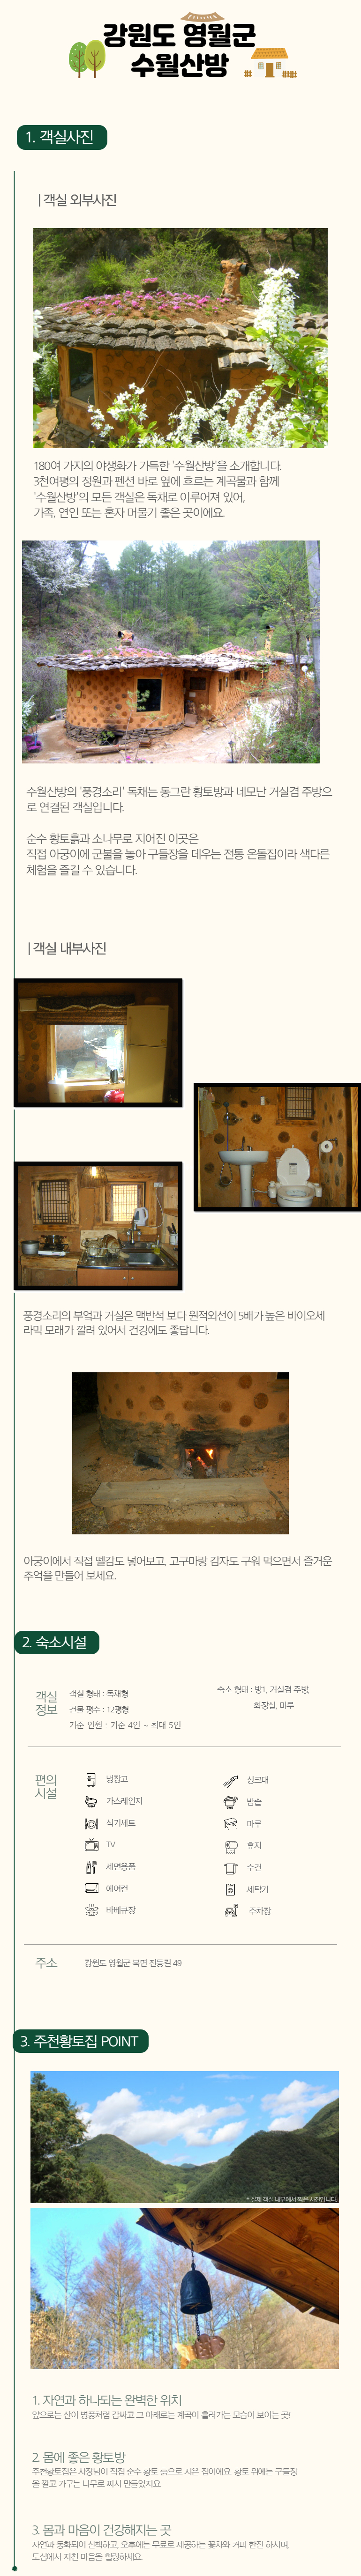 강원도 영월군
수월산방
1. 객실사진
| 객실 외부사진
180여 가지의 야생화가 가득한 '수월산방'을 소개합니다.
3천여평의 정원과 펜션 바로 옆에 흐르는 계곡물과 함께
'수월산방'의 모든 객실은 독채로 이루어져 있어,
가족, 연인 또는 혼자 머물기 좋은 곳이에요.
수월산방의 '풍경소리' 독채는 동그란 황토방과 네모난 거실겸 주방으
로 연결된 객실입니다.
순수 황토흙과 소나무로 지어진 이곳은
직접 아궁이에 군불을 놓아 구들장을 데우는 전통 온돌집이라 색다른
체험을 즐길 수 있습니다.
| 객실 내부사진
풍경소리의 부엌과 거실은 맥반석 보다 원적외선이 5배가 높은 바이오세
라믹 모래가 깔려 있어서 건강에도 좋답니다.
아궁이에서 직접 뗄감도 넣어보고, 고구마랑 감자도 구워 먹으면서 즐거운
추억을 만들어 보세요.
2. 숙소시설
객실
정보
객실 형태 : 독채형
건물 평수 : 12평형
기준 인원 : 기준 4인 ~ 최대 5인
숙소 형태 : 방1, 거실겸 주방,
화장실, 마루
편의
시설
냉장고
가스레인지
식기세트
TV
세면용품
에어컨
바베큐장
싱크대
밥솥
마루
휴지
수건
세탁기
주차장
주소
강원도 영월군 북면 진등길 49
3. 주천황토집 POINT
* 실제 객실 내부에서 찍은 사진입니다.
1. 자연과 하나되는 완벽한 위치
앞으로는 산이 병풍처럼 감싸고 그 아래로는 계곡이 흘러가는 모습이 보이는 곳!
2. 몸에 좋은 황토방
주천황토집은 사장님이 직접 순수 황토 흙으로 지은 집이에요. 황토 위에는 구들장
을 깔고 가구는 나무로 짜서 만들었지요.
3. 몸과 마음이 건강해지는 곳
자연과 동화되어 산책하고, 오후에는 무료로 제공하는 꽃차와 커피 한잔 하시며,
도심에서 지친 마음을 힐링하세요.